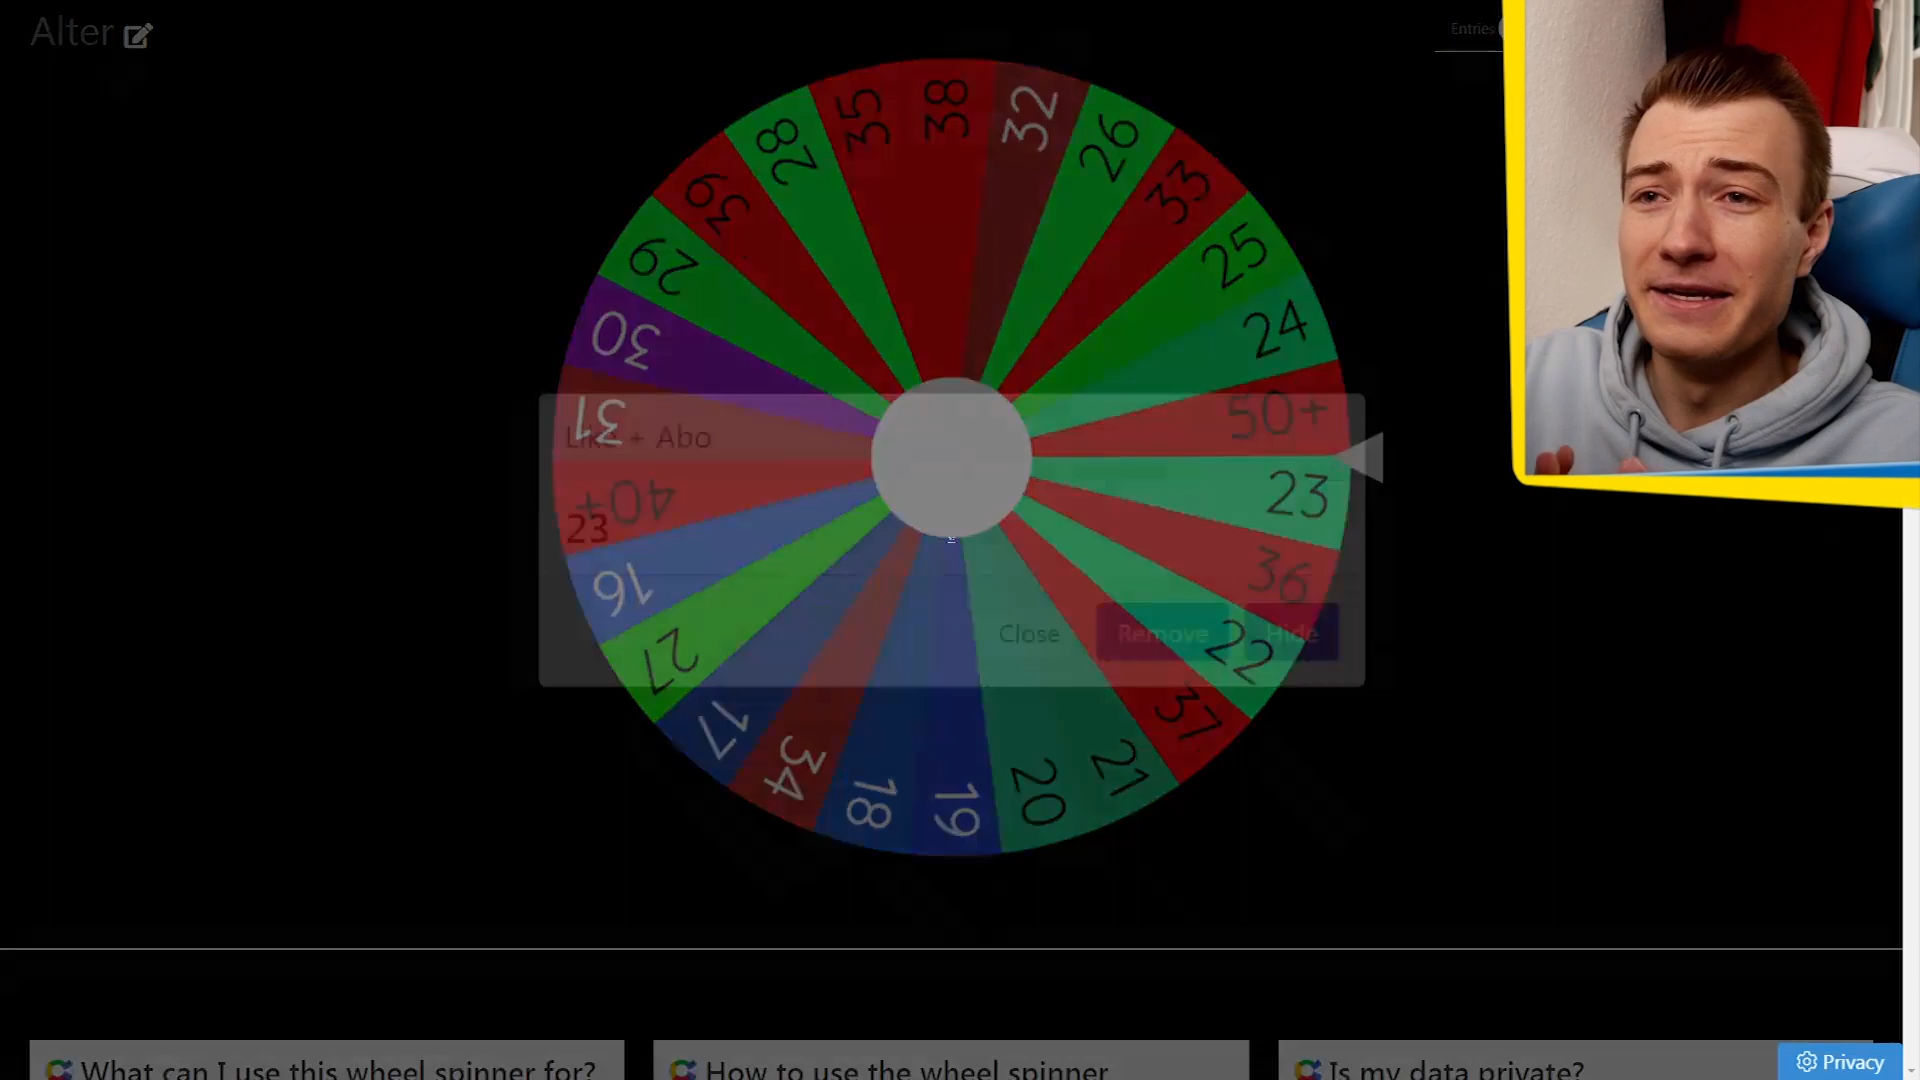 Alter
Entries
35
38
32
28
26
39
33
29
25
30
24
31
50+
Like + Abo
40+
23
23
16
36
27
22
Close
Remove
Hide
17
37
34
18
19
20
21
What can I use this wheel spinner for?
How to use the wheel spinner
Is my data private?
Privacy